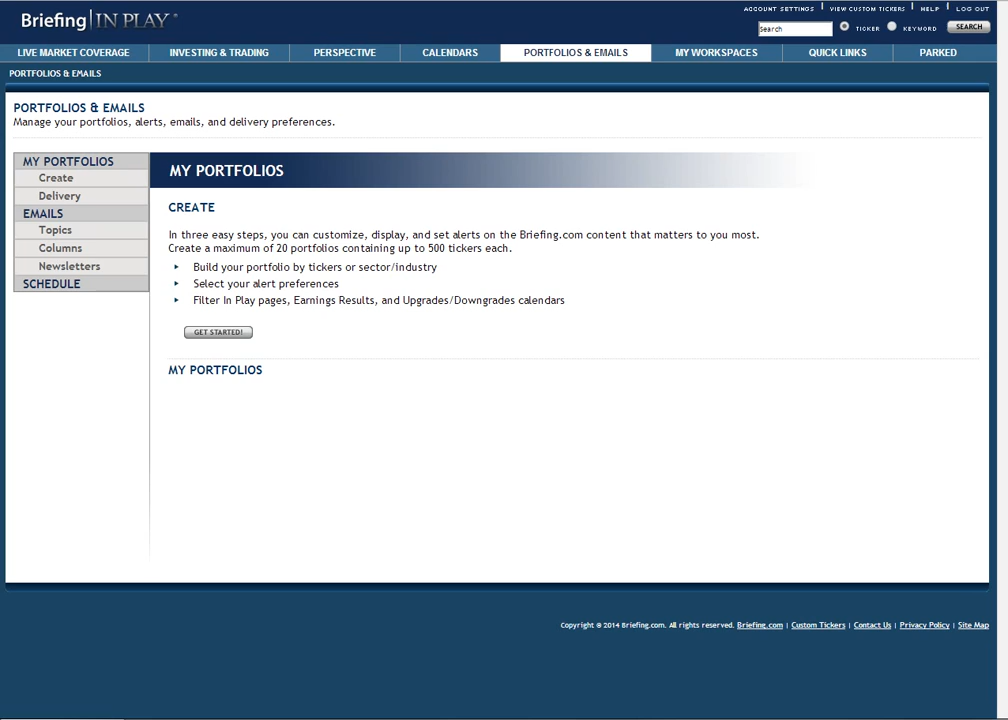 Briefing IN PLAY ®
ACCOUNT SETTINGS | VIEW CUSTOM TICKERS | HELP | LOG OUT
Search TICKER KEYWORD SEARCH
LIVE MARKET COVERAGE INVESTING & TRADING PERSPECTIVE CALENDARS PORTFOLIOS & EMAILS MY WORKSPACES QUICK LINKS PARKED
PORTFOLIOS & EMAILS
PORTFOLIOS & EMAILS
Manage your portfolios, alerts, emails, and delivery preferences.
MY PORTFOLIOS
Create
Delivery
EMAILS
Topics
Columns
Newsletters
SCHEDULE
MY PORTFOLIOS
CREATE
In three easy steps, you can customize, display, and set alerts on the Briefing.com content that matters to you most.
Create a maximum of 20 portfolios containing up to 500 tickers each.
Build your portfolio by tickers or sector/industry
Select your alert preferences
Filter In Play pages, Earnings Results, and Upgrades/Downgrades calendars
GET STARTED!
MY PORTFOLIOS
Copyright © 2014 Briefing.com. All rights reserved. Briefing.com | Custom Tickers | Contact Us | Privacy Policy | Site Map